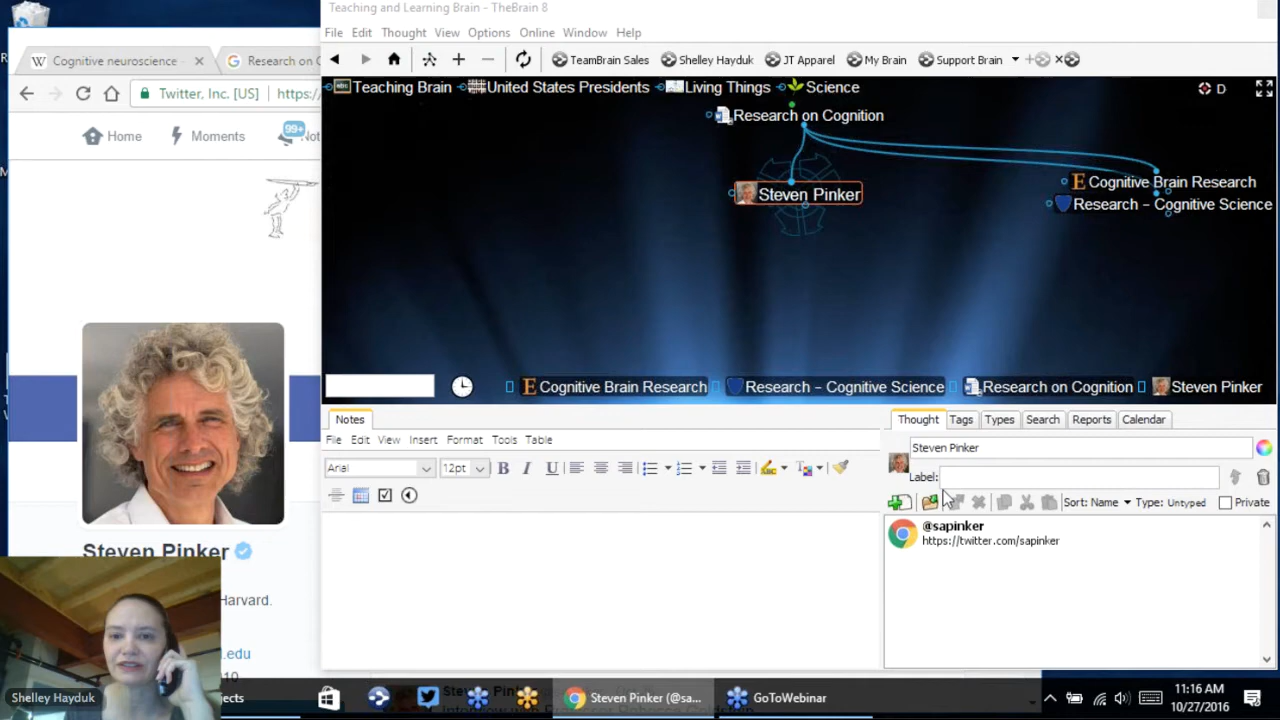 Teaching and Learning Brain - TheBrain 8
File Edit Thought View Options Online Window Help
TeamBrain Sales Shelley Hayduk JT Apparel My Brain Support Brain
Teaching Brain United States Presidents Living Things Science
D
Research on Cognition
Steven Pinker
Cognitive Brain Research
Research - Cognitive Science
Cognitive Brain Research Research - Cognitive Science Research on Cognition Steven Pinker
Notes
File Edit View Insert Format Tools Table
Arial 12pt B I U
Thought Tags Types Search Reports Calendar
Steven Pinker
Label:
Sort: Name Type: Untyped Private
@sapinker
https://twitter.com/sapinker
Cognitive neuroscience
Research on C
Twitter, Inc. [US] https:/
Home Moments 99+ Not
Steven Pinker
Harvard.
.edu
10
Shelley Hayduk
jects
Steven Pinker (@sa...
GoToWebinar
11:16 AM
10/27/2016